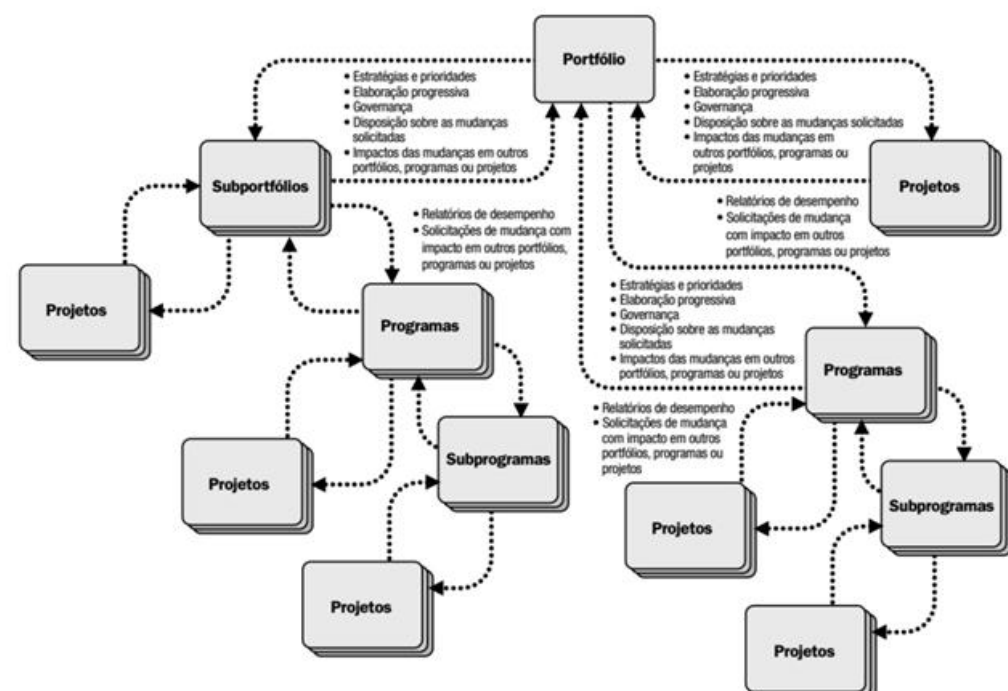 Portfólio
• Estratégias e prioridades
• Elaboração progressiva
• Governança
• Disposição sobre as mudanças
solicitadas
• Impactos das mudanças em outros
portfólios, programas ou projetos
• Estratégias e prioridades
• Elaboração progressiva
• Governança
• Disposição sobre as mudanças solicitadas
• Impactos das mudanças em
outros portfólios, programas ou
projetos
Subportfólios
Projetos
• Relatórios de desempenho
• Solicitações de mudança com
impacto em outros portfólios,
programas ou projetos
• Relatórios de desempenho
• Solicitações de mudança
com impacto em outros
portfólios, programas ou projetos
Projetos
Programas
• Estratégias e prioridades
• Elaboração progressiva
• Governança
• Disposição sobre as mudanças
solicitadas
• Impactos das mudanças em outros
portfólios, programas ou projetos
Programas
• Relatórios de desempenho
• Solicitações de mudança
com impacto em outros
portfólios, programas ou
projetos
Projetos
Subprogramas
Projetos
Subprogramas
Projetos
Projetos